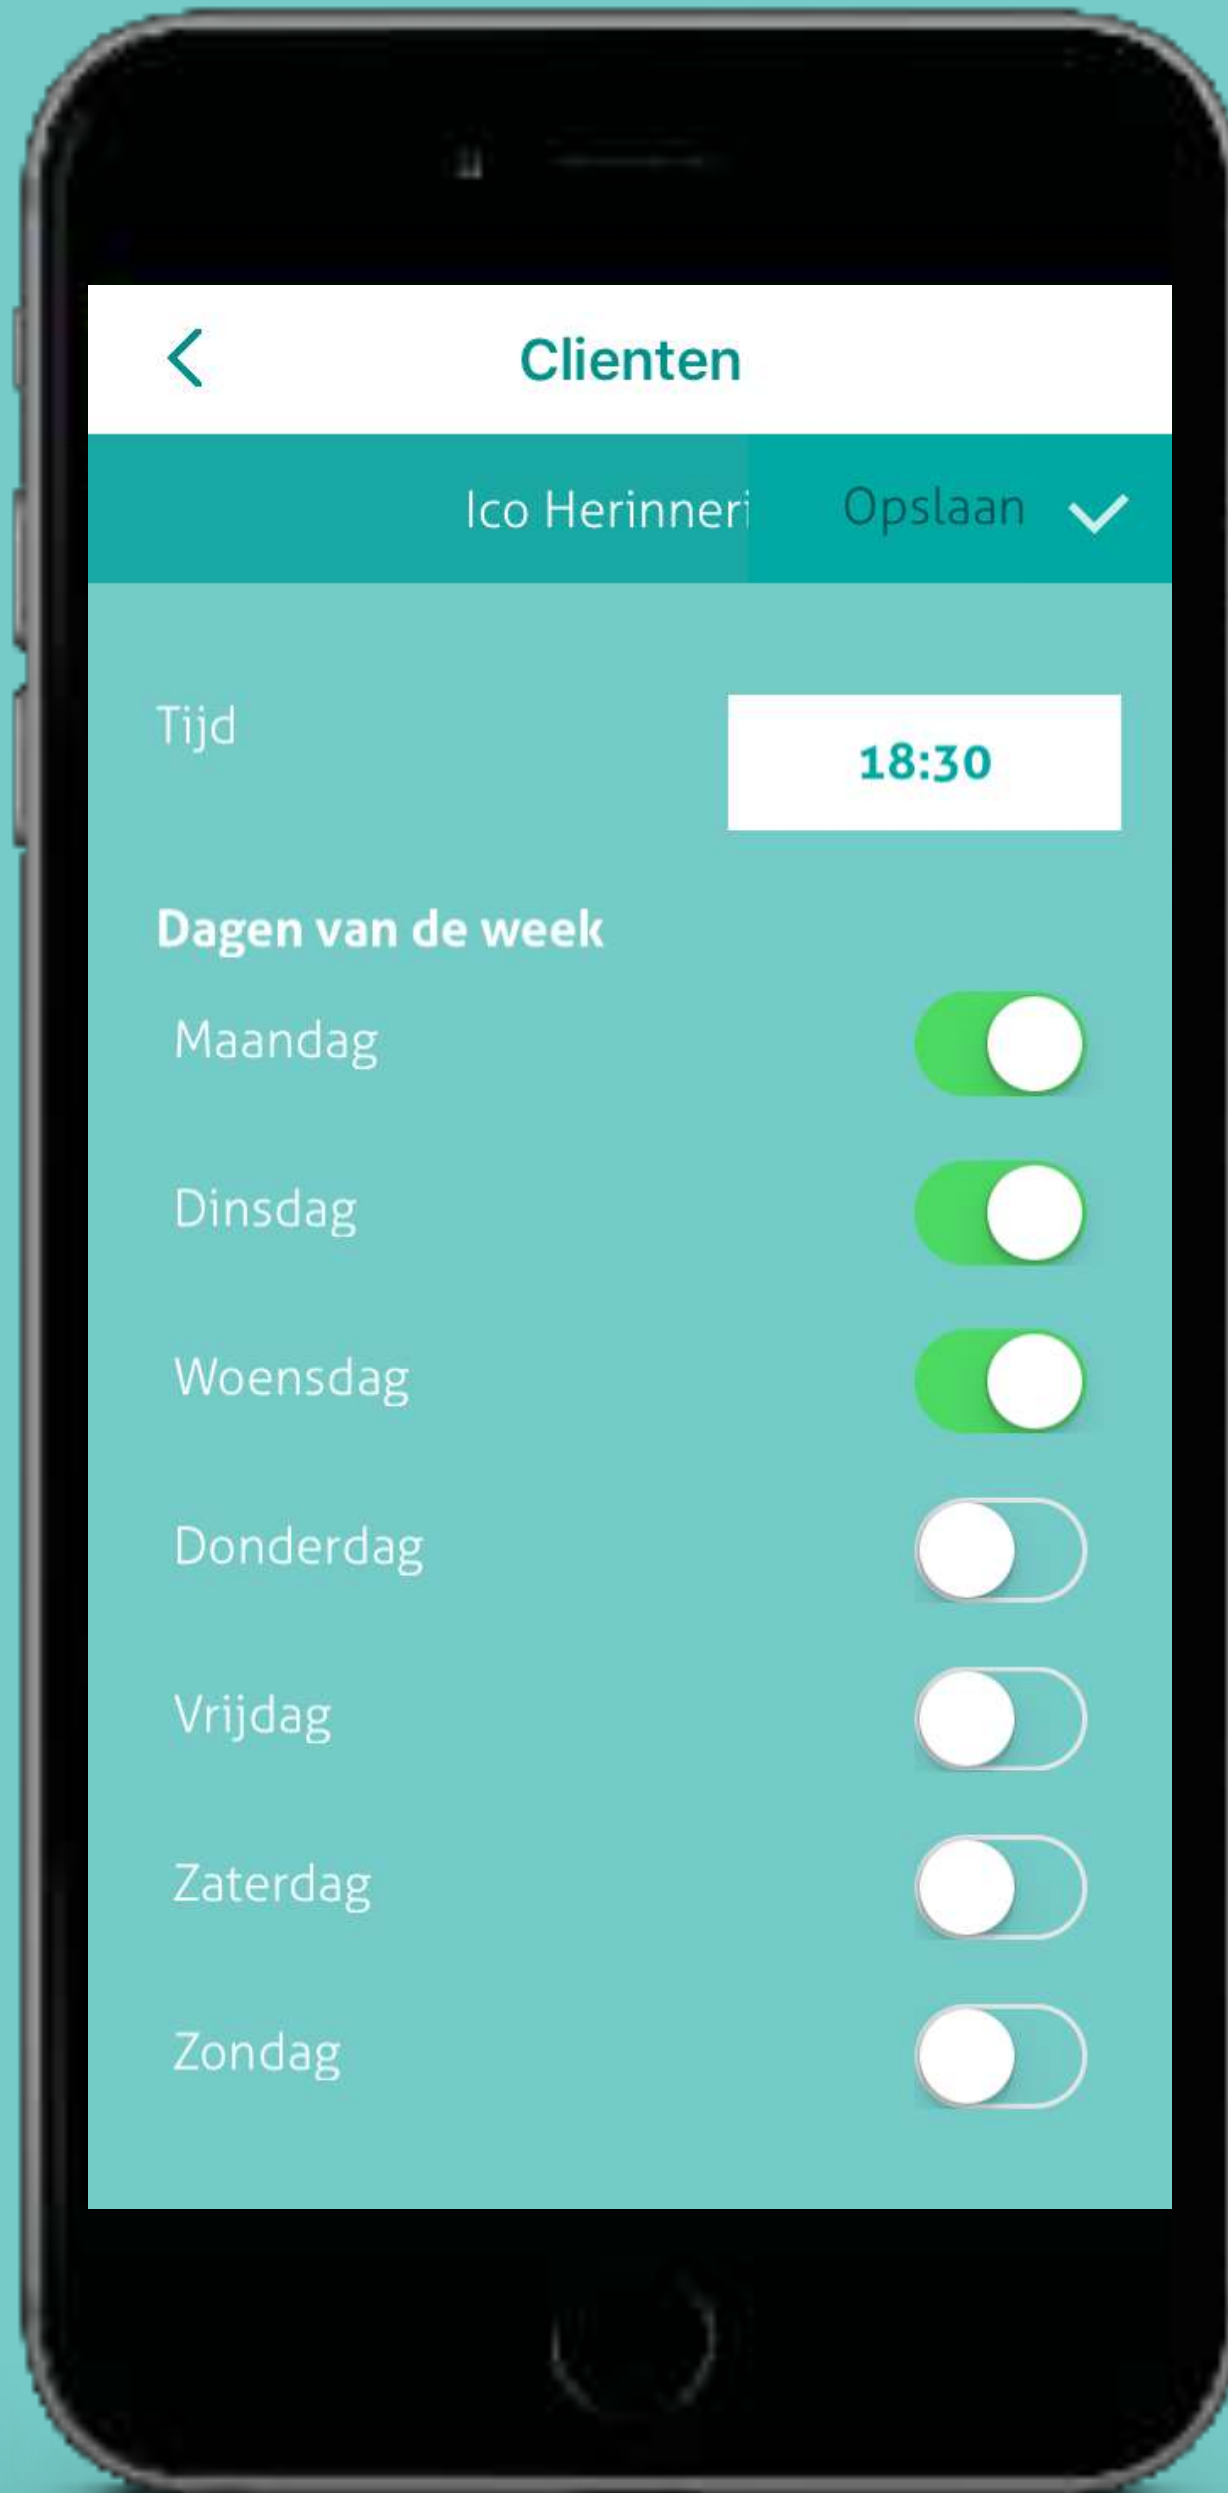 Clienten
Ico Herinneri Opslaan
Tijd 18:30
Dagen van de week
Maandag
Dinsdag
Woensdag
Donderdag
Vrijdag
Zaterdag
Zondag